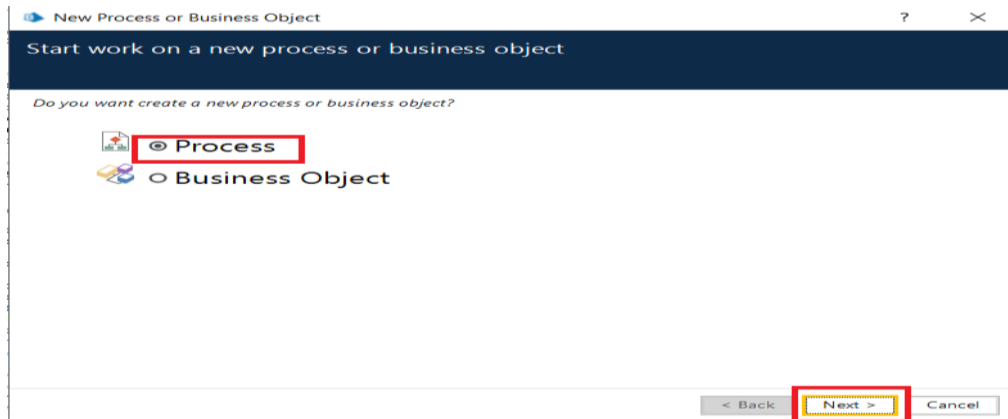 New Process or Business Object
Start work on a new process or business object
Do you want create a new process or business object?
Process
Business Object
< Back Next > Cancel